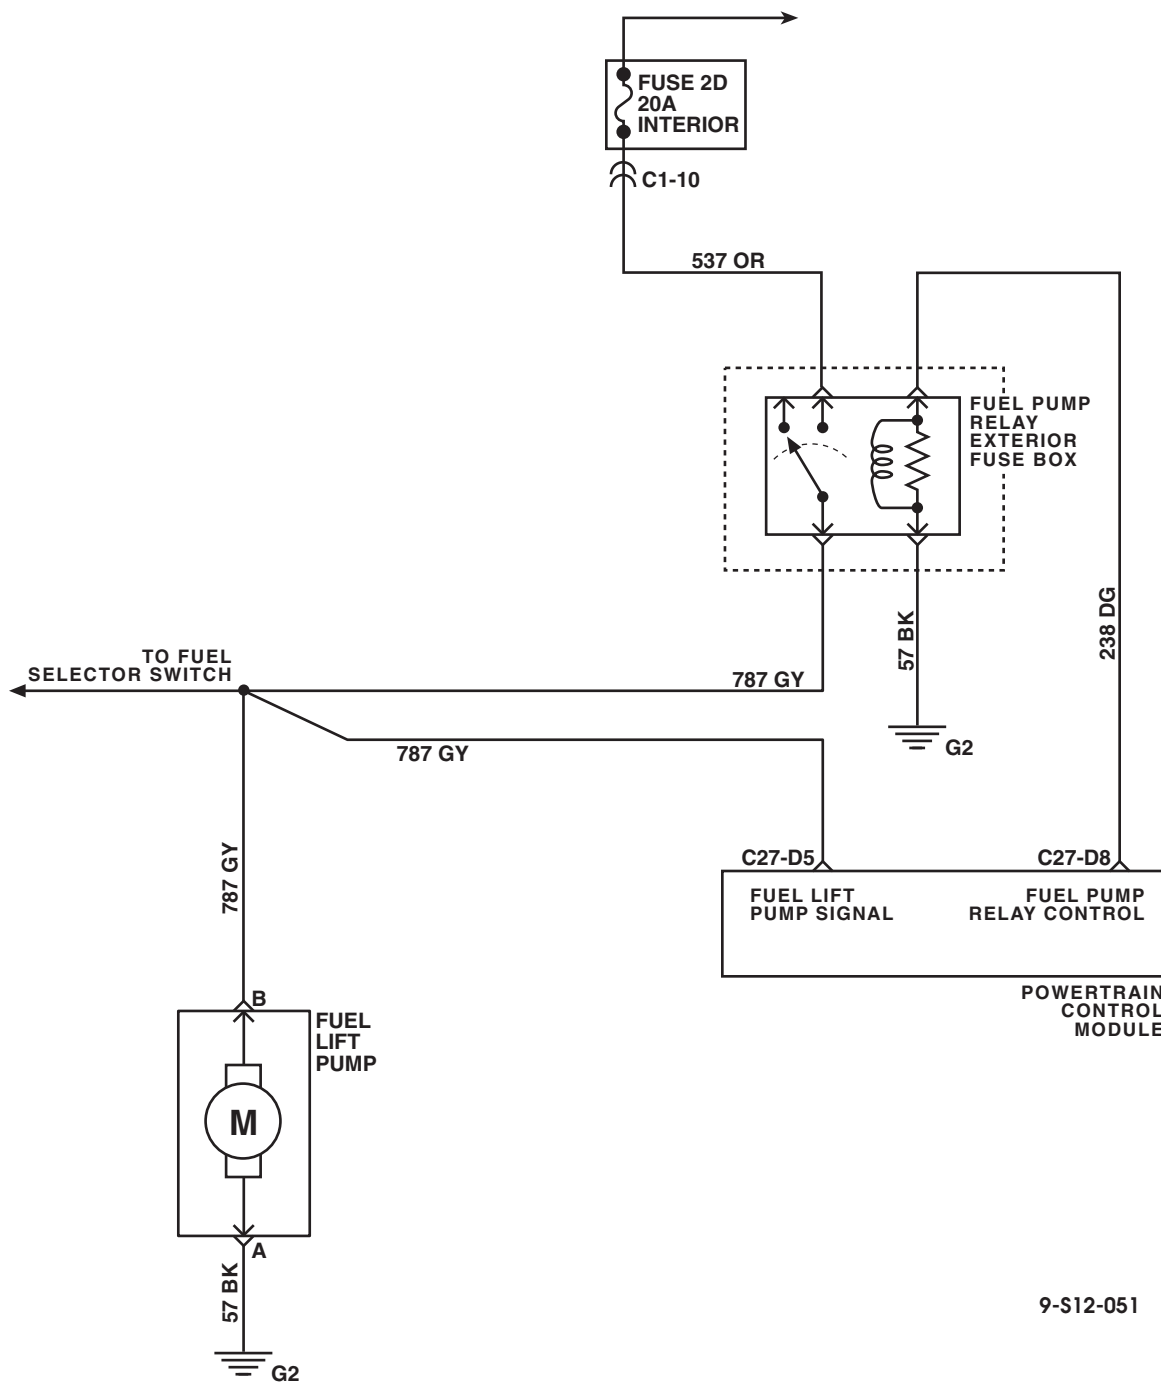 FUSE 2D
20A
INTERIOR
C1-10
537 OR
FUEL PUMP
RELAY
EXTERIOR
FUSE BOX
57 BK
238 DG
TO FUEL
SELECTOR SWITCH
787 GY
787 GY
G2
787 GY
C27-D5
C27-D8
FUEL LIFT
PUMP SIGNAL
FUEL PUMP
RELAY CONTROL
POWERTRAIN
CONTROL
MODULE
B
FUEL
LIFT
PUMP
M
A
57 BK
G2
9-S12-051